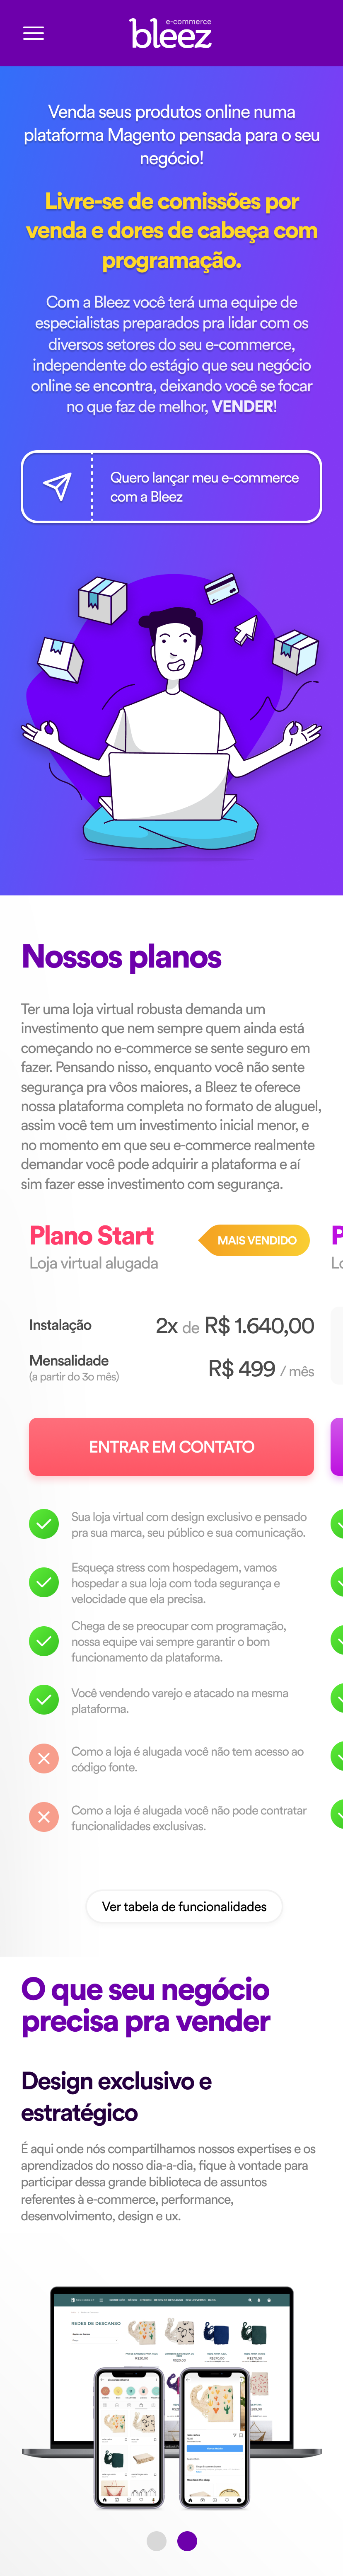 e-commerce
bleez
Venda seus produtos online numa
plataforma Magento pensada para o seu
negócio!
Livre-se de comissões por
venda e dores de cabeça com
programação.
Com a Bleez você terá uma equipe de
especialistas preparados pra lidar com os
diversos setores do seu e-commerce,
independente do estágio que seu negócio
online se encontra, deixando você se focar
no que faz de melhor, VENDER!
Quero lançar meu e-commerce
com a Bleez
Nossos planos
Ter uma loja virtual robusta demanda um
investimento que nem sempre quem ainda está
começando no e-commerce se sente seguro em
fazer. Pensando nisso, enquanto você não sente
segurança pra vôos maiores, a Bleez te oferece
nossa plataforma completa no formato de aluguel,
assim você tem um investimento inicial menor, e
no momento em que seu e-commerce realmente
demandar você pode adquirir a plataforma e aí
sim fazer esse investimento com segurança.
Plano Start
MAIS VENDIDO
Loja virtual alugada
Instalação 2x de R$ 1.640,00
Mensalidade
(a partir do 3o mês)
R$ 499 / mês
ENTRAR EM CONTATO
Sua loja virtual com design exclusivo e pensado
pra sua marca, seu público e sua comunicação.
Esqueça stress com hospedagem, vamos
hospedar a sua loja com toda segurança e
velocidade que ela precisa.
Chega de se preocupar com programação,
nossa equipe vai sempre garantir o bom
funcionamento da plataforma.
Você vendendo varejo e atacado na mesma
plataforma.
Como a loja é alugada você não tem acesso ao
código fonte.
Como a loja é alugada você não pode contratar
funcionalidades exclusivas.
Ver tabela de funcionalidades
O que seu negócio
precisa pra vender
Design exclusivo e
estratégico
É aqui onde nós compartilhamos nossos expertises e os
aprendizados do nosso dia-a-dia, fique à vontade para
participar dessa grande biblioteca de assuntos
referentes à e-commerce, performance,
desenvolvimento, design e ux.
REDES DE DESCANSO